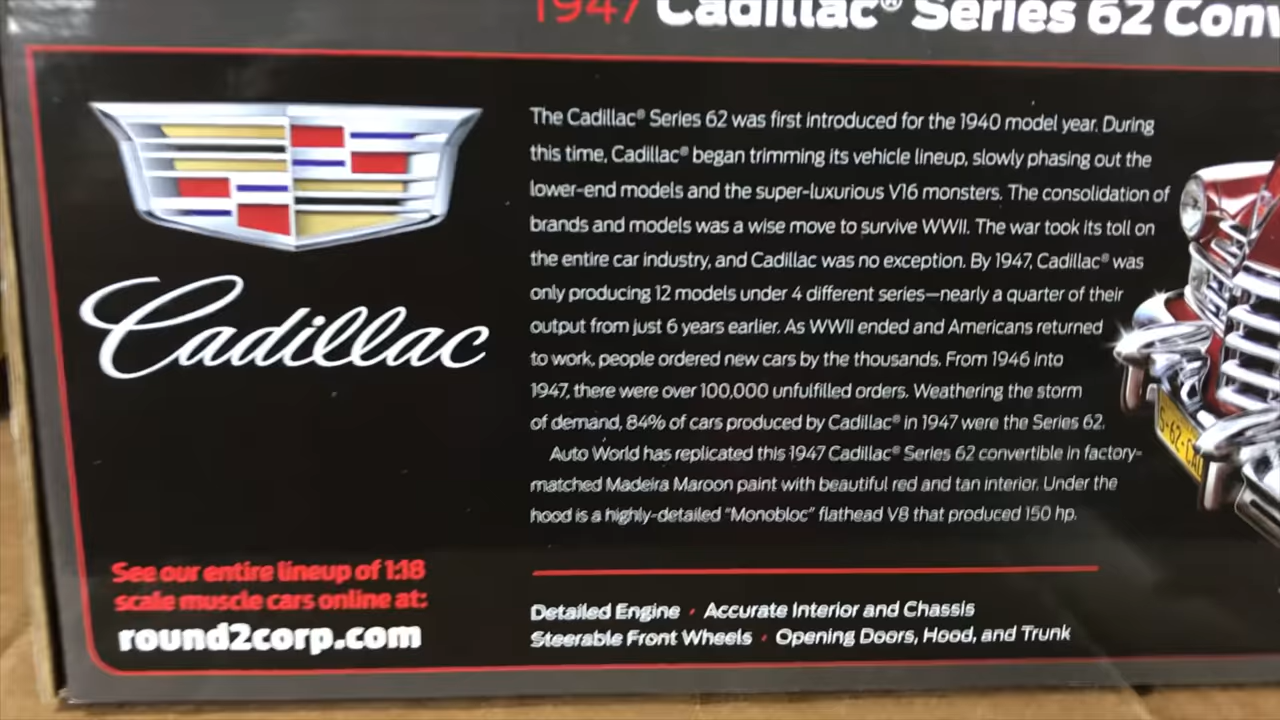 1947 Cadillac® Series 62 Conv
Cadillac
The Cadillac® Series 62 was first introduced for the 1940 model year. During
this time, Cadillac® began trimming its vehicle lineup, slowly phasing out the
lower-end models and the super-luxurious V16 monsters. The consolidation of
brands and models was a wise move to survive WWII. The war took its toll on
the entire car industry, and Cadillac was no exception. By 1947, Cadillac® was
only producing 12 models under 4 different series—nearly a quarter of their
output from just 6 years earlier. As WWII ended and Americans returned
to work, people ordered new cars by the thousands. From 1946 into
1947, there were over 100,000 unfulfilled orders. Weathering the storm
of demand, 84% of cars produced by Cadillac® in 1947 were the Series 62.
Auto World has replicated this 1947 Cadillac® Series 62 convertible in factory-
matched Madeira Maroon paint with beautiful red and tan interior. Under the
hood is a highly-detailed "Monobloc" flathead V8 that produced 150 hp.
See our entire lineup of 1:18
scale muscle cars online at:
round2corp.com
Detailed Engine • Accurate Interior and Chassis
Steerable Front Wheels • Opening Doors, Hood, and Trunk
S-62-CAD